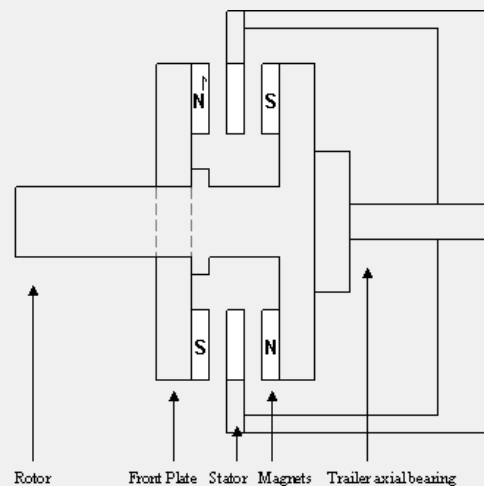 N S
S N
Rotor Front Plate Stator Magnets Trailer axial bearing